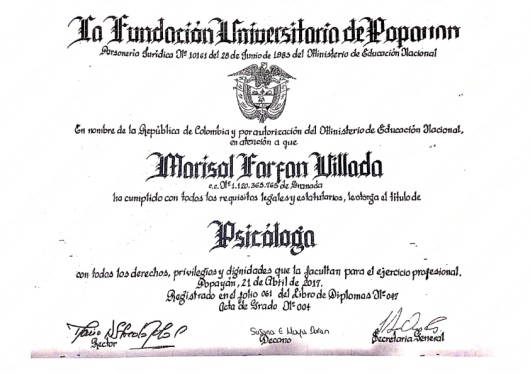 La Fundación Universitaria de Popayan
Personería Jurídica Nº 10161 del 28 de Junio de 1983 del Ministerio de Educación Nacional
En nombre de la República de Colombia y por autorización del Ministerio de Educación Nacional,
en atención a que
Marisol Farfan Villada
c.c. Nº 1.120.365.765 de Granada
ha cumplido con todos los requisitos legales y estatutarios, le otorga el título de
Psicóloga
con todos los derechos, privilegios y dignidades que la facultan para el ejercicio profesional.
Popayán, 21 de Abril de 2017.
Registrado en el folio 061 del Libro de Diplomas Nº 047
Acta de Grado Nº 004
Rector
Decano
Secretaria General